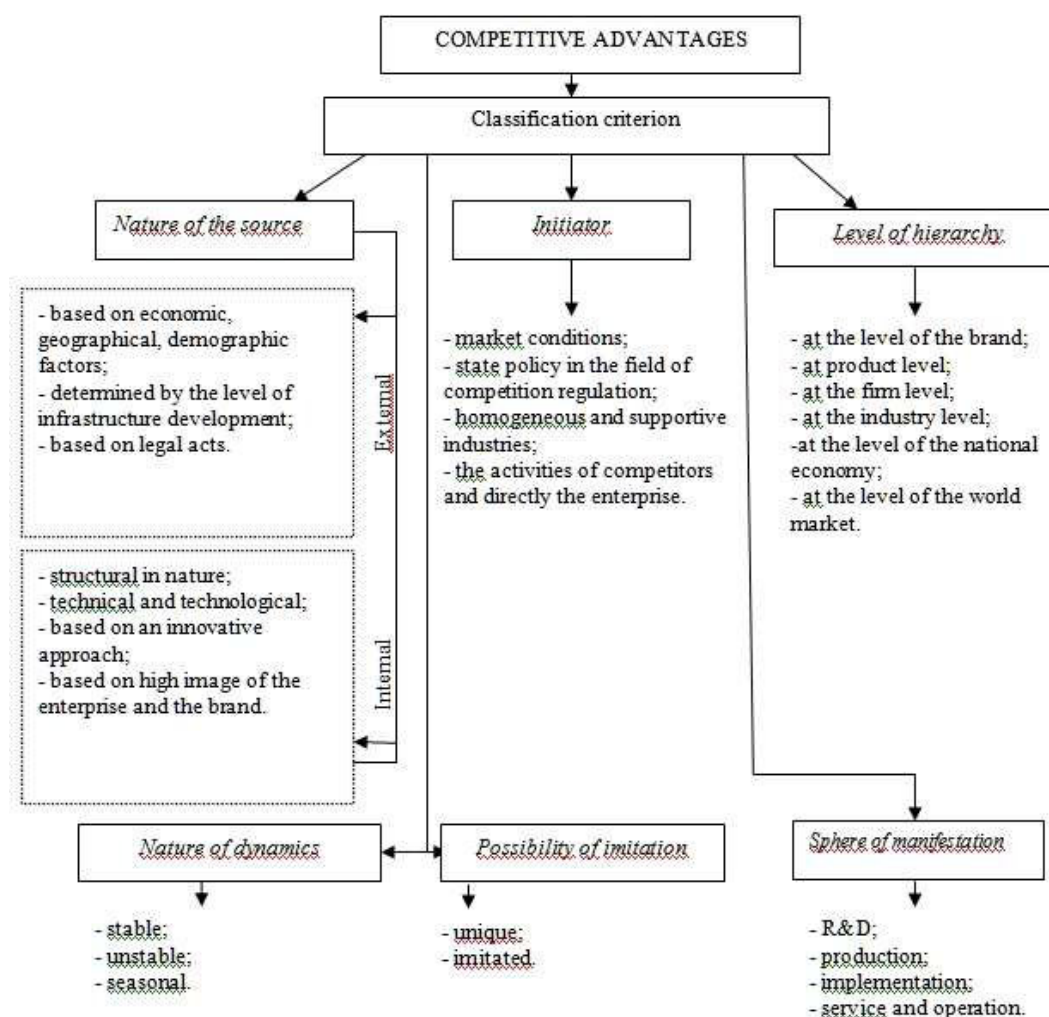 COMPETITIVE ADVANTAGES
Classification criterion
Nature of the source
Initiator
Level of hierarchy
- based on economic,
geographical, demographic
factors;
- determined by the level of
infrastructure development;
- based on legal acts.
External
- market conditions;
- state policy in the field of
competition regulation;
- homogeneous and supportive
industries;
- the activities of competitors
and directly the enterprise.
- at the level of the brand;
- at product level;
- at the firm level;
- at the industry level;
-at the level of the national
economy;
- at the level of the world
market.
- structural in nature;
- technical and technological;
- based on an innovative
approach;
- based on high image of the
enterprise and the brand.
Internal
Nature of dynamics
Possibility of imitation
Sphere of manifestation
- stable;
- unstable;
- seasonal.
- unique;
- imitated.
- R&D;
- production;
- implementation;
- service and operation.